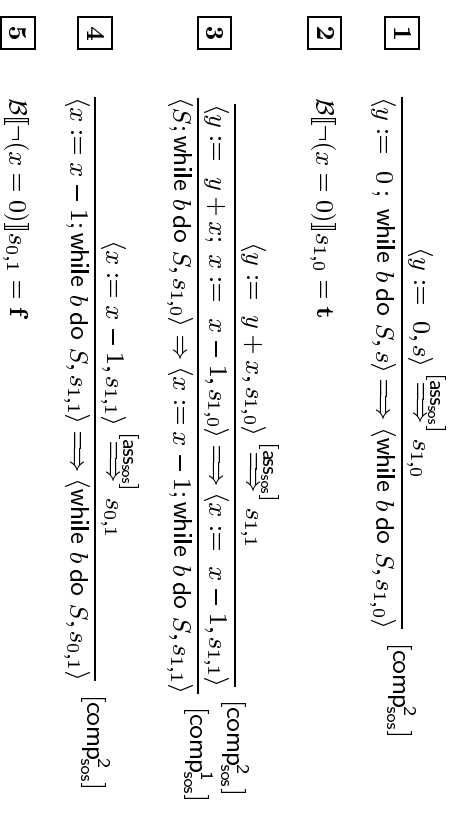 1
⟨y := 0, s⟩ ⟹[ass_sos] s_{1,0}
⟨y := 0; while b do S, s⟩ ⟹ ⟨while b do S, s_{1,0}⟩ [comp²_sos]
2
ℬ⟦¬(x = 0)⟧s_{1,0} = t
3
⟨y := y + x, s_{1,0}⟩ ⟹[ass_sos] s_{1,1}
⟨y := y + x; x := x − 1, s_{1,0}⟩ ⟹ ⟨x := x − 1, s_{1,1}⟩ [comp²_sos]
⟨S; while b do S, s_{1,0}⟩ ⇒ ⟨x := x − 1; while b do S, s_{1,1}⟩ [comp¹_sos]
4
⟨x := x − 1, s_{1,1}⟩ ⟹[ass_sos] s_{0,1}
⟨x := x − 1; while b do S, s_{1,1}⟩ ⟹ ⟨while b do S, s_{0,1}⟩ [comp²_sos]
5
ℬ⟦¬(x = 0)⟧s_{0,1} = f